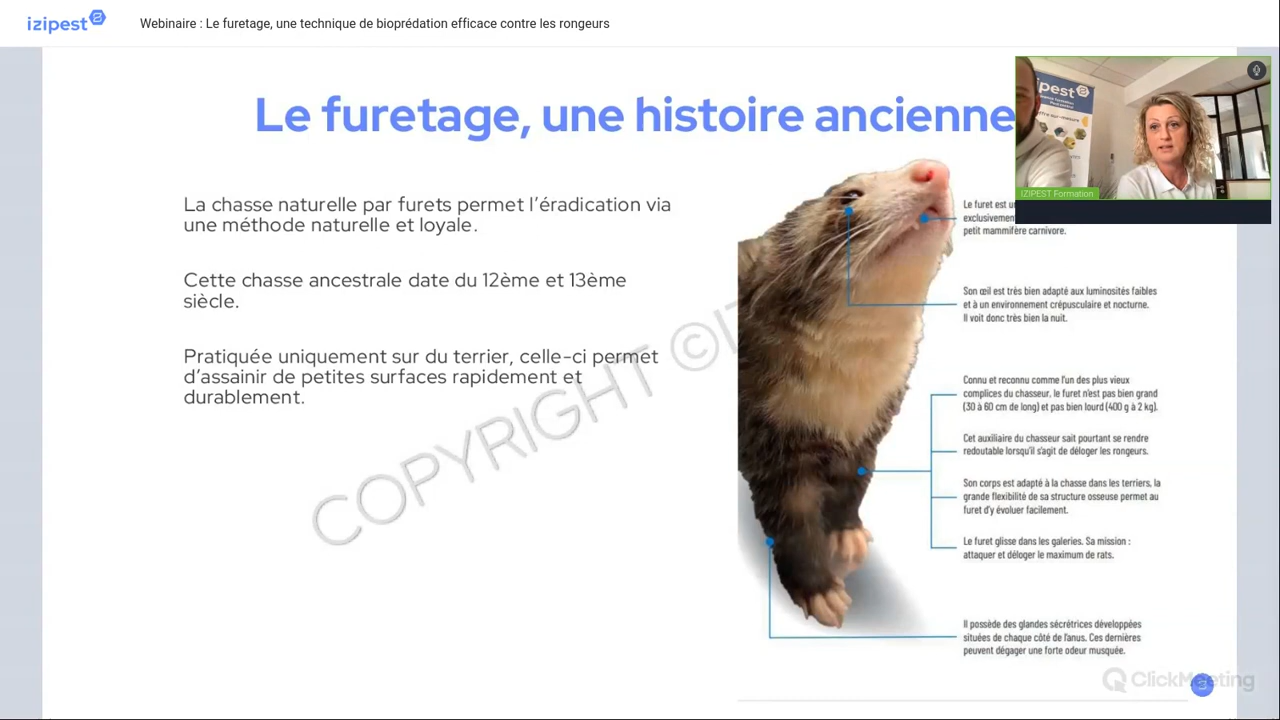 izipest
Webinaire : Le furetage, une technique de bioprédation efficace contre les rongeurs
Le furetage, une histoire ancienne
La chasse naturelle par furets permet l'éradication via
une méthode naturelle et loyale.
Cette chasse ancestrale date du 12ème et 13ème
siècle.
Pratiquée uniquement sur du terrier, celle-ci permet
d'assainir de petites surfaces rapidement et
durablement.
COPYRIGHT ©
pest
IZIPEST Formation
Le furet est
exclusivement
petit mammifère carnivore.
Son œil est très bien adapté aux luminosités faibles
et à un environnement crépusculaire et nocturne.
Il voit donc très bien la nuit.
Connu et reconnu comme l'un des plus vieux
complices du chasseur, le furet n'est pas bien grand
(30 à 60 cm de long) et pas bien lourd (400 g à 2 kg).
Cet auxiliaire du chasseur sait pourtant se rendre
redoutable lorsqu'il s'agit de déloger les rongeurs.
Son corps est adapté à la chasse dans les terriers, la
grande flexibilité de sa structure osseuse permet au
furet d'y évoluer facilement.
Le furet glisse dans les galeries. Sa mission :
attaquer et déloger le maximum de rats.
Il possède des glandes sécrétrices développées
situées de chaque côté de l'anus. Ces dernières
peuvent dégager une forte odeur musquée.
ClickMeeting